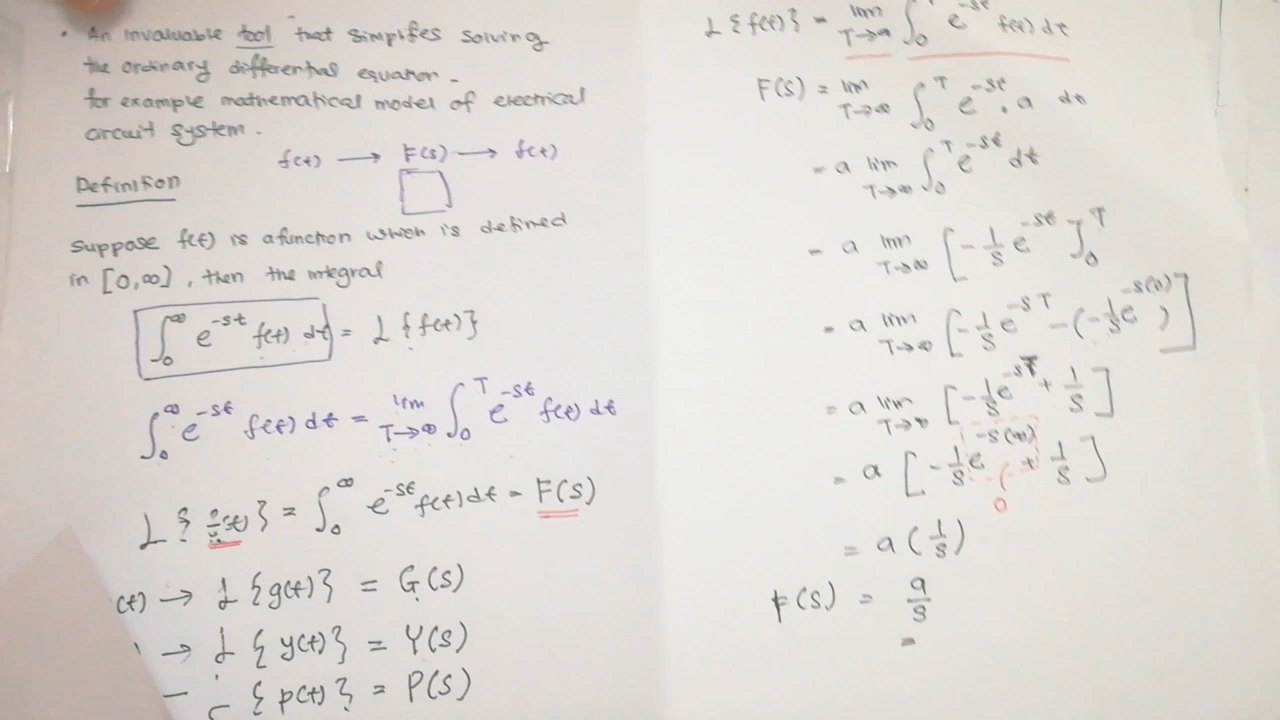 • An invaluable tool that simplifies solving
the ordinary differential equation.
for example mathematical model of electrical
circuit system.
f(t) → F(s) → f(t)
Definition
Suppose f(t) is a function which is defined
in [0,∞], then the integral
∫₀^∞ e^{-st} f(t) dt = L{f(t)}
∫₀^∞ e^{-st} f(t) dt = lim_{T→∞} ∫₀^T e^{-st} f(t) dt
L{f(t)} = ∫₀^∞ e^{-st} f(t) dt = F(s)
(t) → L{g(t)} = G(s)
→ L{y(t)} = Y(s)
{p(t)} = P(s)
L{f(t)} = lim_{T→∞} ∫₀ e^{-st} f(t) dt
F(s) = lim_{T→∞} ∫₀^T e^{-st} . a dt
= a lim_{T→∞} ∫₀^T e^{-st} dt
= a lim_{T→∞} [-1/s e^{-st}]₀^T
= a lim_{T→∞} [-1/s e^{-sT} - (-1/s e^{-s(0)})]
= a lim_{T→∞} [-1/s e^{-sT} + 1/s]
= a [-1/s e^{-s(∞)} + 1/s]
0
= a (1/s)
F(s) = a/s